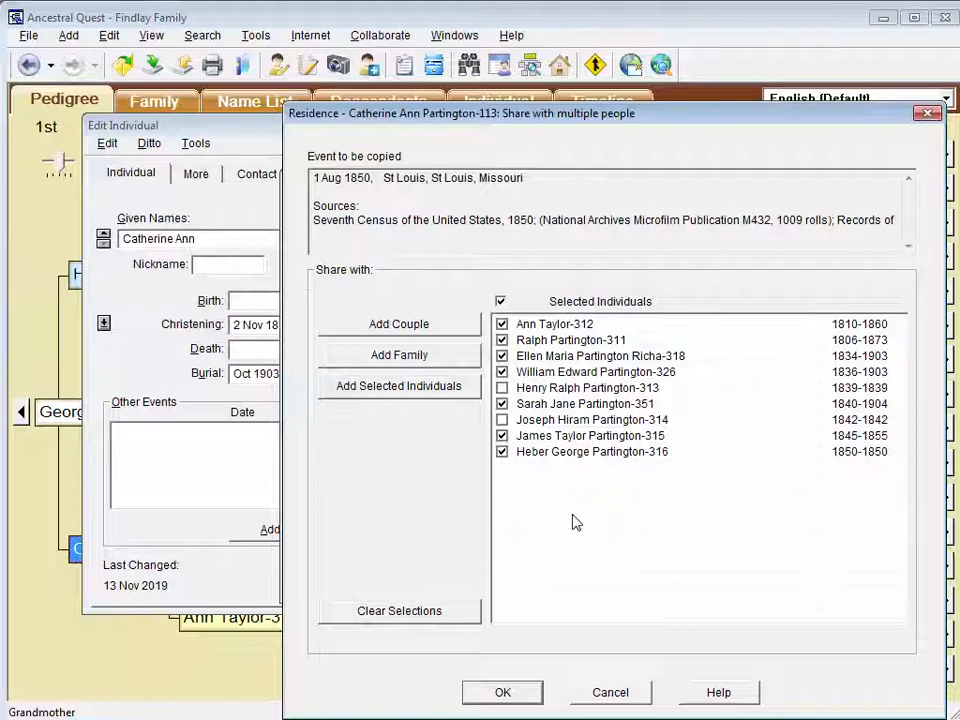 Ancestral Quest - Findlay Family
File Add Edit View Search Tools Internet Collaborate Windows Help
Pedigree Family Name List Descendants Individual Timeline English (Default)
1st
Edit Individual
Edit Ditto Tools
Individual More Contact
Given Names:
Catherine Ann
Nickname:
Birth:
Christening: 2 Nov 18
Death:
Burial: Oct 1903
Other Events
Date
Add
Last Changed:
13 Nov 2019
Georg
Ann Taylor-3
Grandmother
Residence - Catherine Ann Partington-113: Share with multiple people
Event to be copied
1 Aug 1850, St Louis, St Louis, Missouri
Sources:
Seventh Census of the United States, 1850; (National Archives Microfilm Publication M432, 1009 rolls); Records of
Share with:
Add Couple
Add Family
Add Selected Individuals
Clear Selections
Selected Individuals
Ann Taylor-312 1810-1860
Ralph Partington-311 1806-1873
Ellen Maria Partington Richa-318 1834-1903
William Edward Partington-326 1836-1903
Henry Ralph Partington-313 1839-1839
Sarah Jane Partington-351 1840-1904
Joseph Hiram Partington-314 1842-1842
James Taylor Partington-315 1845-1855
Heber George Partington-316 1850-1850
OK Cancel Help